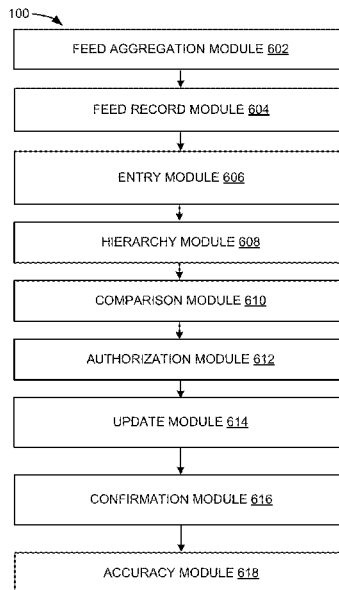 100
FEED AGGREGATION MODULE 602
FEED RECORD MODULE 604
ENTRY MODULE 606
HIERARCHY MODULE 608
COMPARISON MODULE 610
AUTHORIZATION MODULE 612
UPDATE MODULE 614
CONFIRMATION MODULE 616
ACCURACY MODULE 618